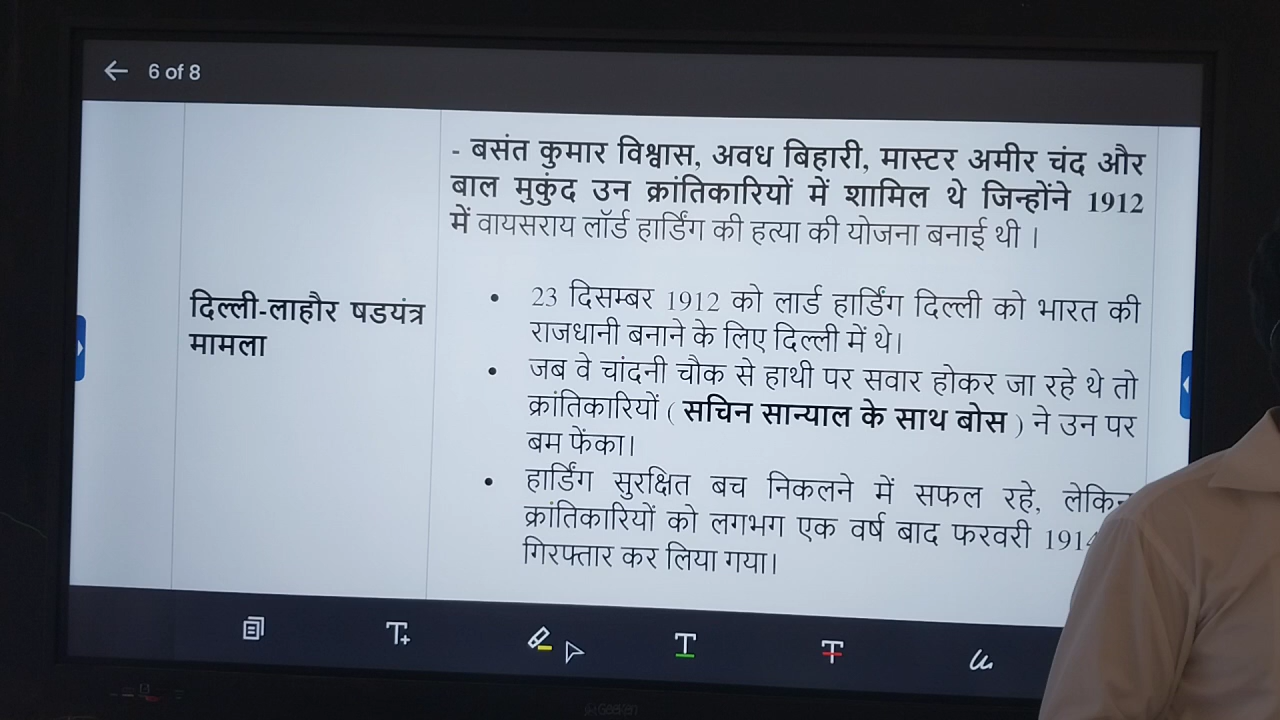 6 of 8
- बसंत कुमार विश्वास, अवध बिहारी, मास्टर अमीर चंद और
बाल मुकुंद उन क्रांतिकारियों में शामिल थे जिन्होंने 1912
में वायसराय लॉर्ड हार्डिंग की हत्या की योजना बनाई थी ।
दिल्ली-लाहौर षडयंत्र
मामला
• 23 दिसम्बर 1912 को लार्ड हार्डिंग दिल्ली को भारत की
राजधानी बनाने के लिए दिल्ली में थे।
• जब वे चांदनी चौक से हाथी पर सवार होकर जा रहे थे तो
क्रांतिकारियों ( सचिन सान्याल के साथ बोस ) ने उन पर
बम फेंका।
• हार्डिंग सुरक्षित बच निकलने में सफल रहे, लेकिन
क्रांतिकारियों को लगभग एक वर्ष बाद फरवरी 1914
गिरफ्तार कर लिया गया।